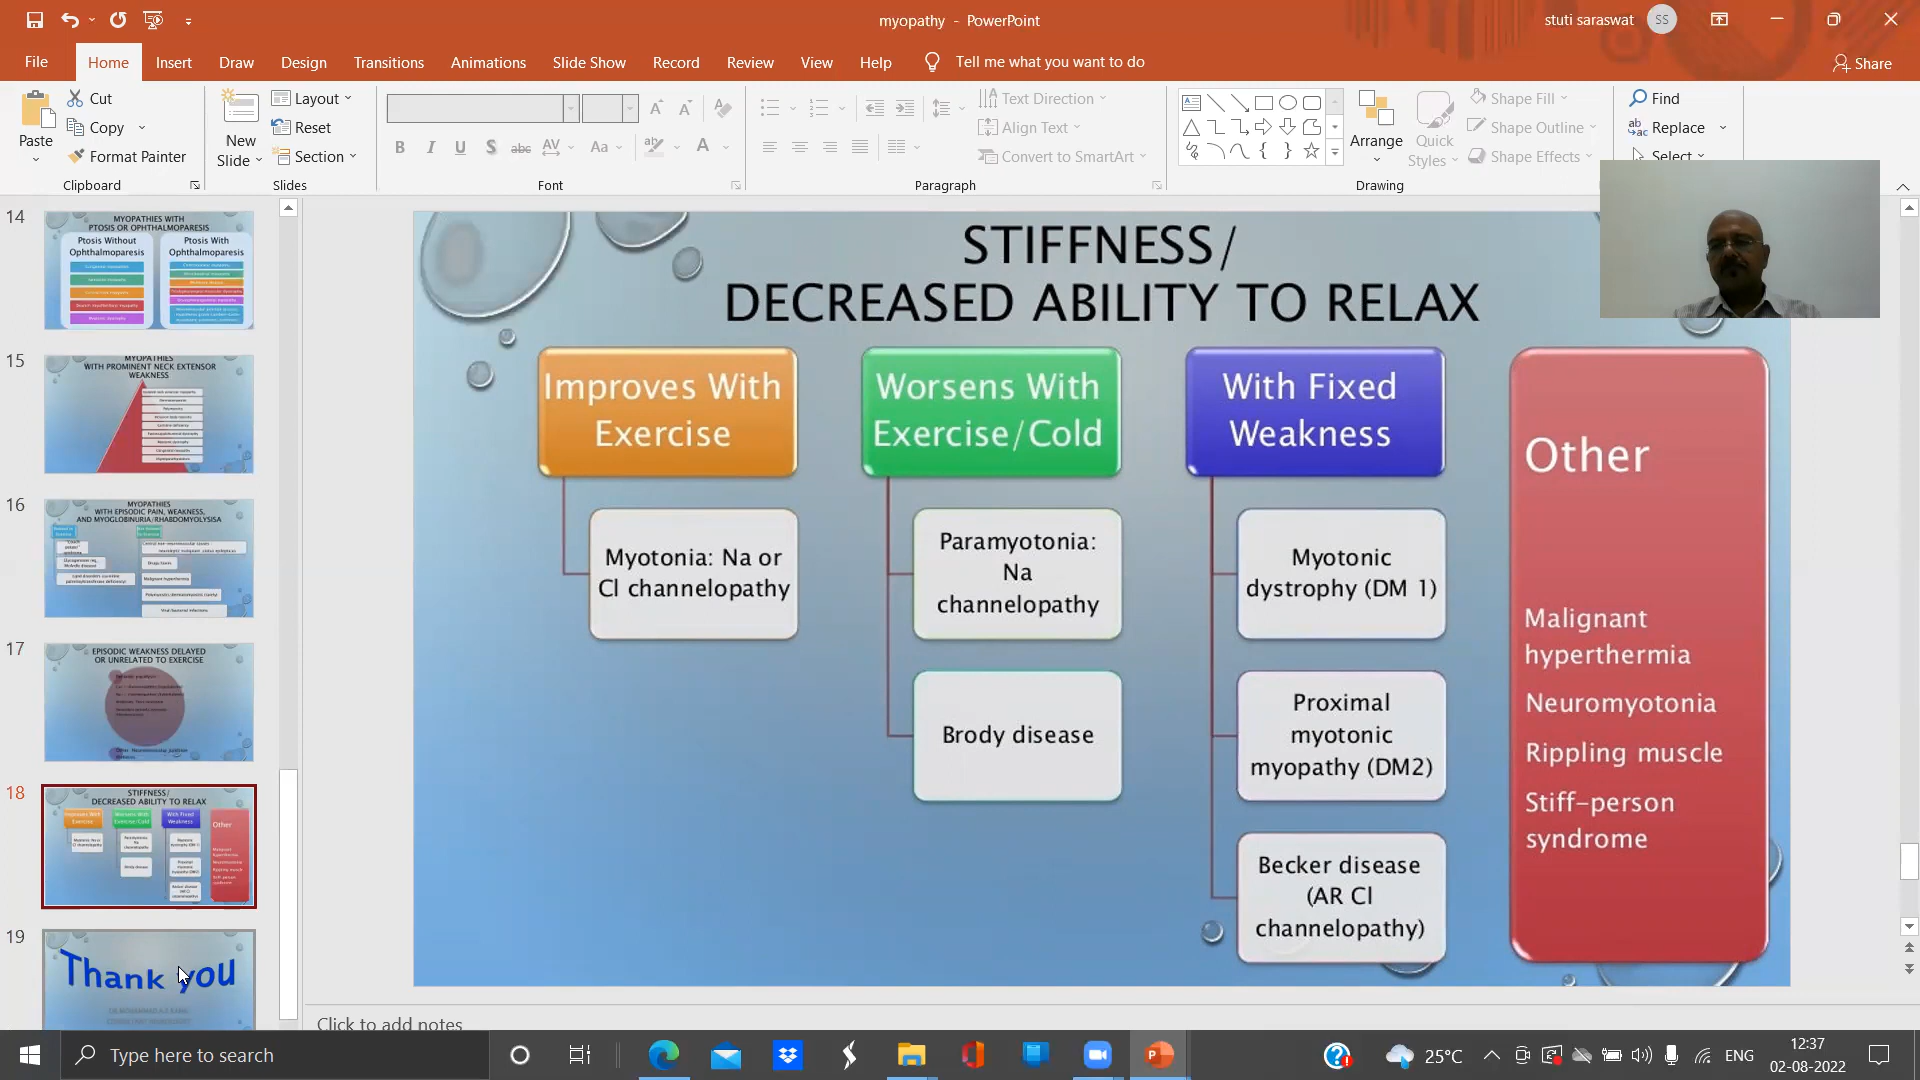 myopathy - PowerPoint
stuti saraswat
SS
File
Home
Insert
Draw
Design
Transitions
Animations
Slide Show
Record
Review
View
Help
Tell me what you want to do
Share
Paste
Cut
Copy
Format Painter
Clipboard
New
Slide
Layout
Reset
Section
Slides
Font
Text Direction
Align Text
Convert to SmartArt
Paragraph
Arrange
Quick
Styles
Shape Fill
Shape Outline
Shape Effects
Drawing
Find
Replace
Select
14
MYOPATHIES WITH
PTOSIS OR OPHTHALMOPARESIS
Ptosis Without
Ophthalmoparesis
Ptosis With
Ophthalmoparesis
15
MYOPATHIES
WITH PROMINENT NECK EXTENSOR
WEAKNESS
16
MYOPATHIES
WITH EPISODIC PAIN, WEAKNESS,
AND MYOGLOBINURIA/RHABDOMYOLYSISA
17
EPISODIC WEAKNESS DELAYED
OR UNRELATED TO EXERCISE
18
STIFFNESS/
DECREASED ABILITY TO RELAX
19
Thank you
STIFFNESS/
DECREASED ABILITY TO RELAX
Improves With
Exercise
Myotonia: Na or
Cl channelopathy
Worsens With
Exercise/Cold
Paramyotonia:
Na
channelopathy
Brody disease
With Fixed
Weakness
Myotonic
dystrophy (DM 1)
Proximal
myotonic
myopathy (DM2)
Becker disease
(AR Cl
channelopathy)
Other
Malignant
hyperthermia
Neuromyotonia
Rippling muscle
Stiff-person
syndrome
Click to add notes
Type here to search
25°C
ENG
12:37
02-08-2022